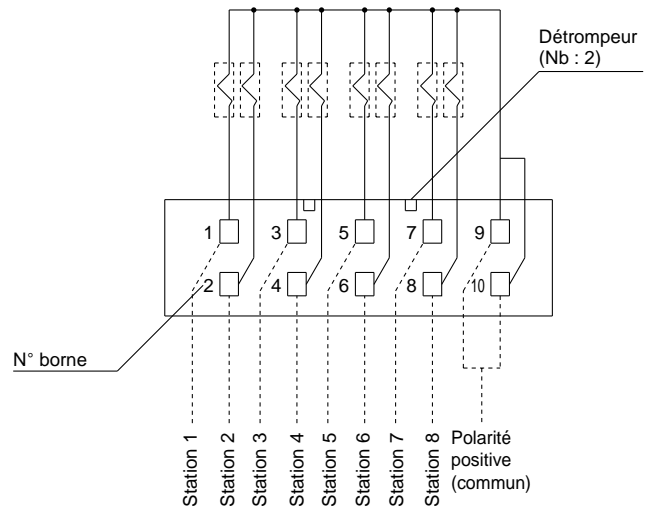 Détrompeur
(Nb : 2)
1
3
5
7
9
2
4
6
8
10
N° borne
Station 1
Station 2
Station 3
Station 4
Station 5
Station 6
Station 7
Station 8
Polarité
positive
(commun)